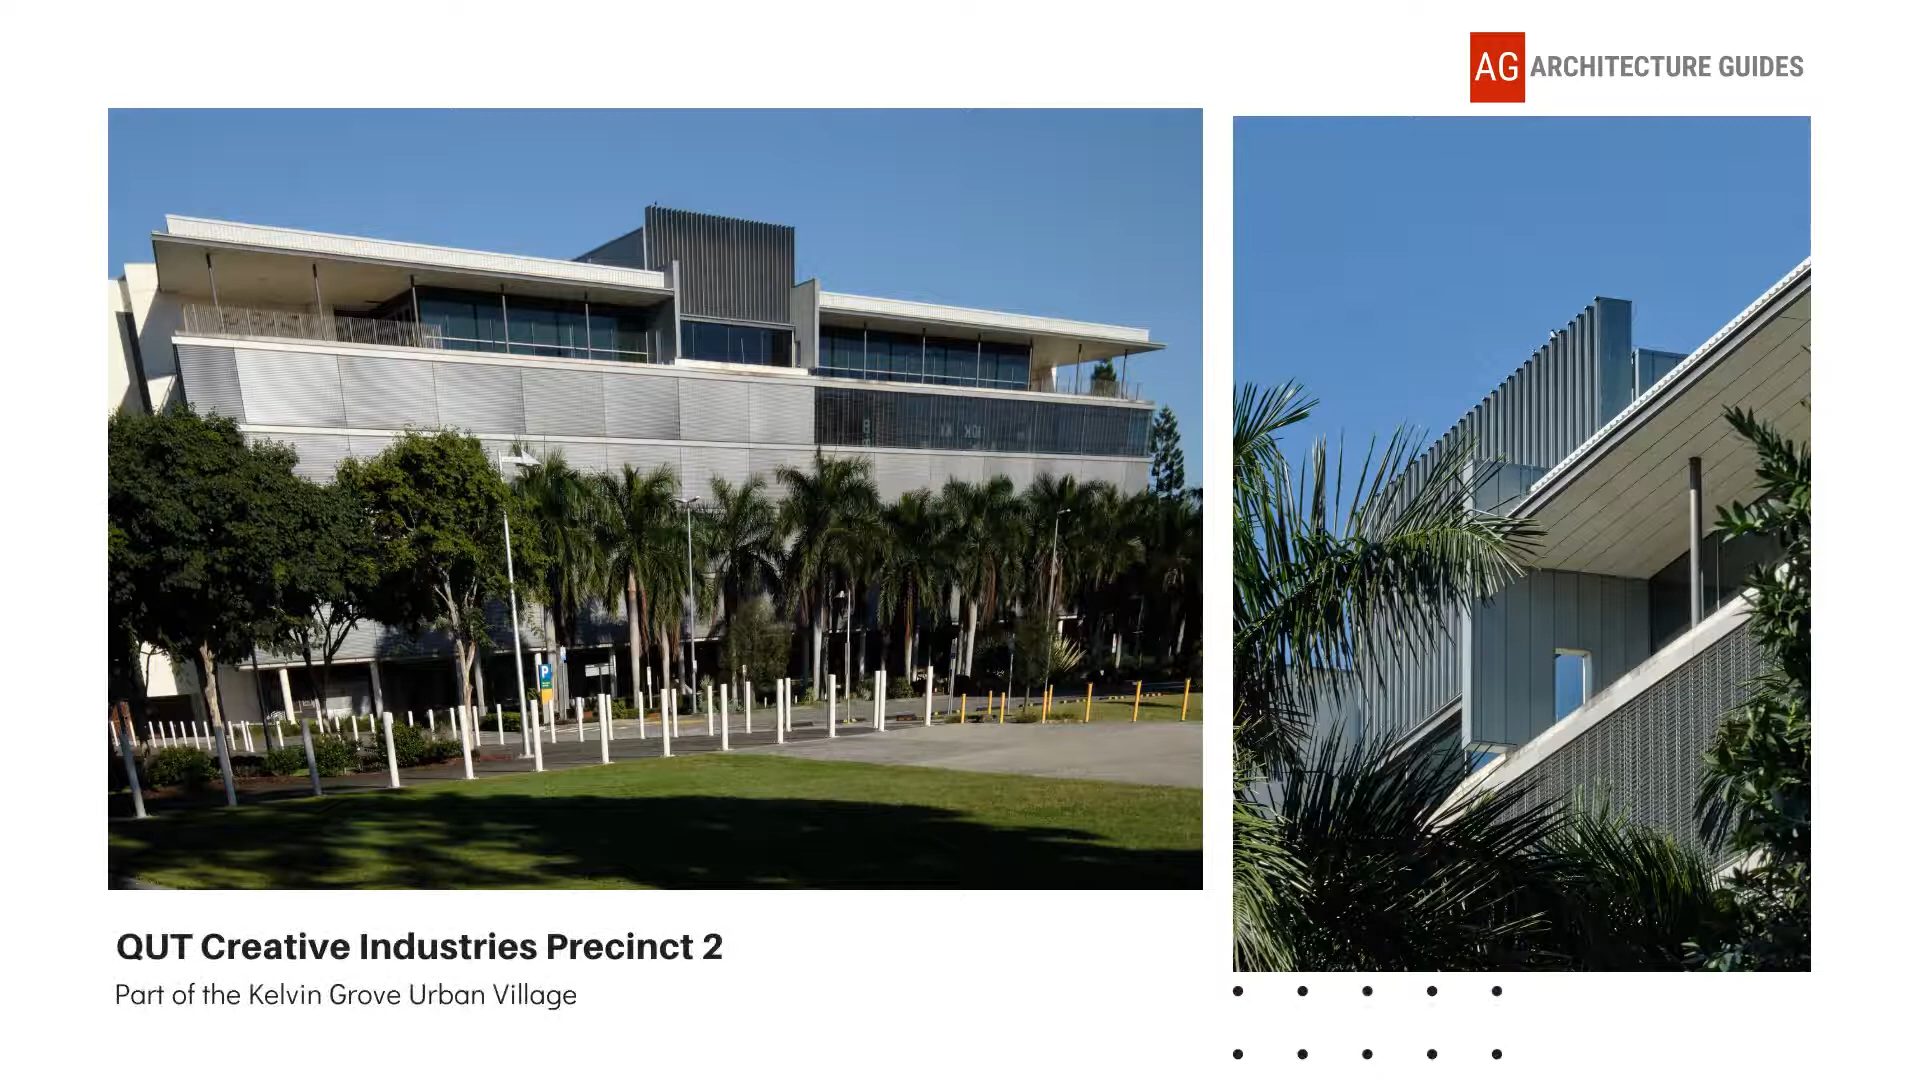 AG ARCHITECTURE GUIDES
P
QUT Creative Industries Precinct 2
Part of the Kelvin Grove Urban Village